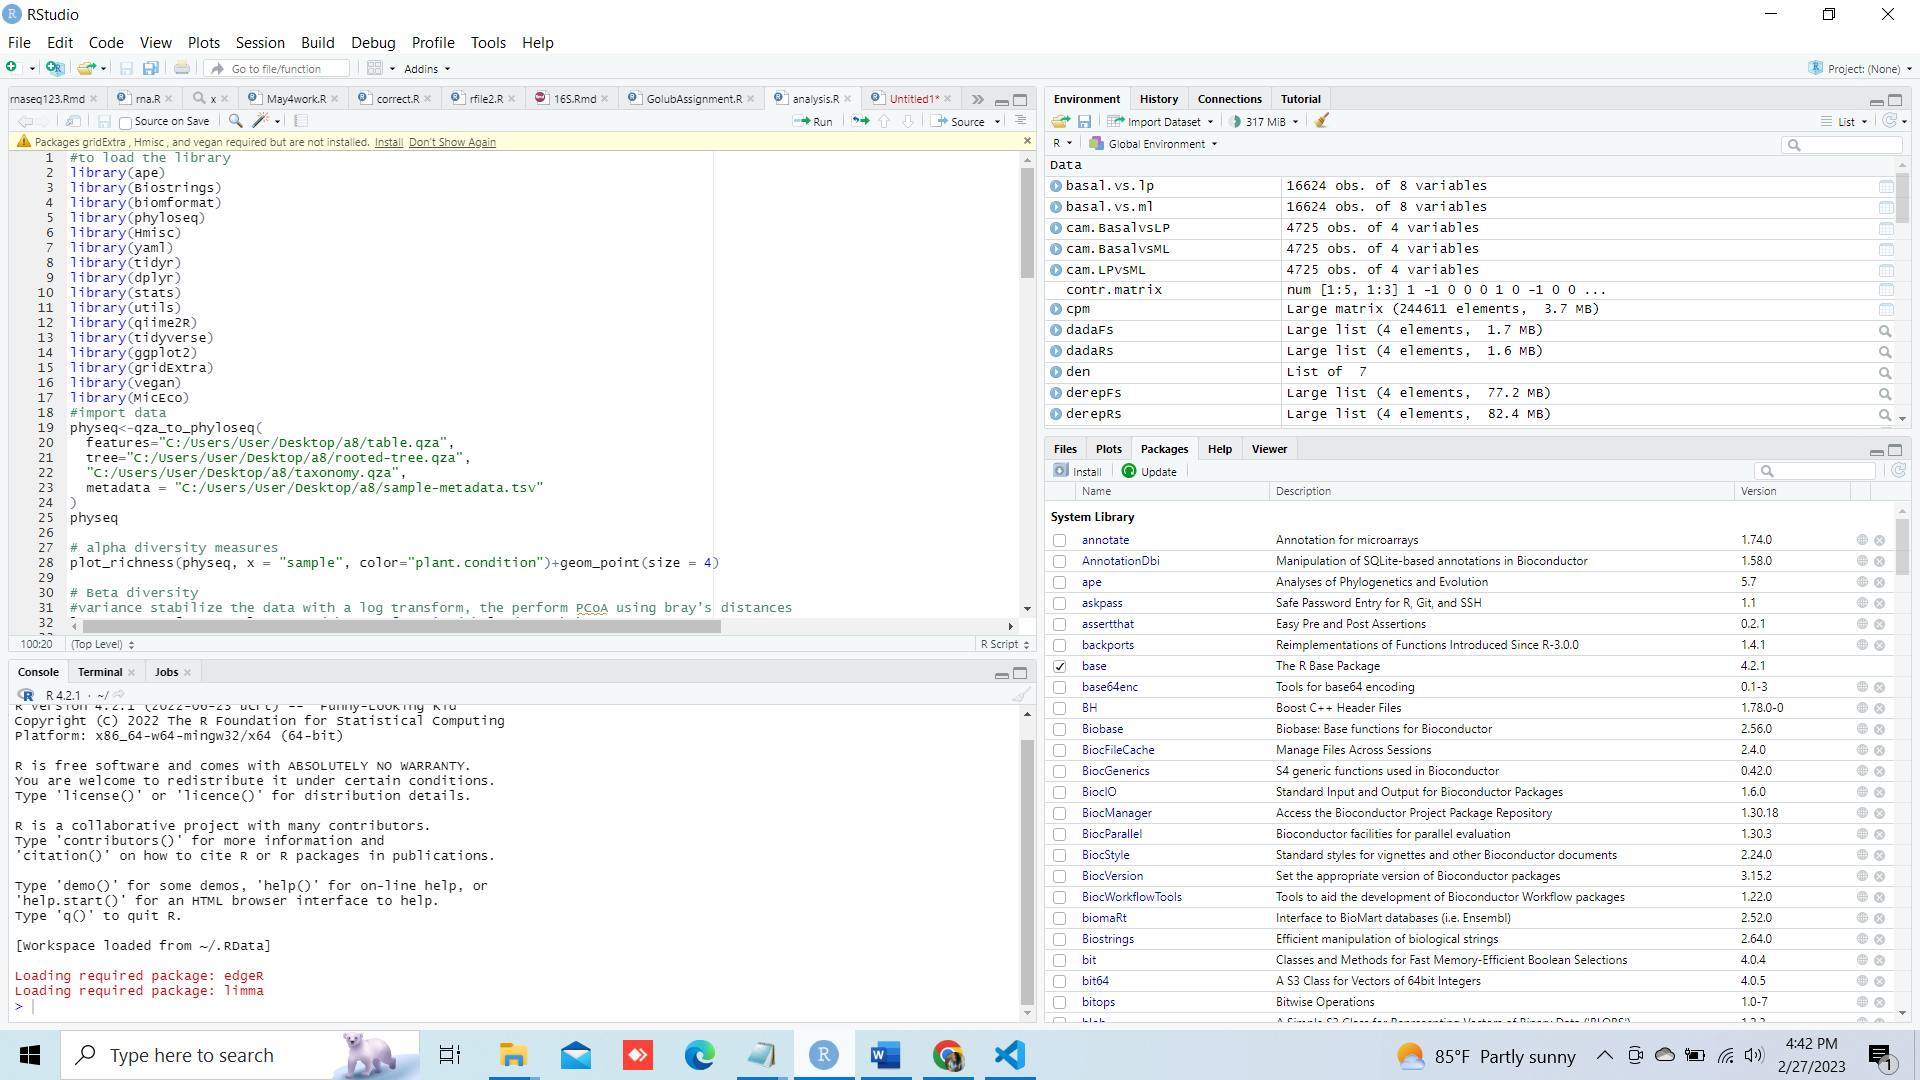 RStudio
File Edit Code View Plots Session Build Debug Profile Tools Help
Go to file/function Addins Project: (None)
rnaseq123.Rmd rna.R x May4work.R correct.R rfile2.R 16S.Rmd GolubAssignment.R analysis.R Untitled1*
Source on Save Run Source
Packages gridExtra , Hmisc , and vegan required but are not installed. Install Don't Show Again
1 #to load the library
2 library(ape)
3 library(Biostrings)
4 library(biomformat)
5 library(phyloseq)
6 library(Hmisc)
7 library(yaml)
8 library(tidyr)
9 library(dplyr)
10 library(stats)
11 library(utils)
12 library(qiime2R)
13 library(tidyverse)
14 library(ggplot2)
15 library(gridExtra)
16 library(vegan)
17 library(MicEco)
18 #import data
19 physeq<-qza_to_phyloseq(
20 features="C:/Users/User/Desktop/a8/table.qza",
21 tree="C:/Users/User/Desktop/a8/rooted-tree.qza",
22 "C:/Users/User/Desktop/a8/taxonomy.qza",
23 metadata = "C:/Users/User/Desktop/a8/sample-metadata.tsv"
24 )
25 physeq
26
27 # alpha diversity measures
28 plot_richness(physeq, x = "sample", color="plant.condition")+geom_point(size = 4)
29
30 # Beta diversity
31 #variance stabilize the data with a log transform, the perform PCoA using bray's distances
32
100:20 (Top Level) R Script
Console Terminal Jobs
R 4.2.1 · ~/
R version 4.2.1 (2022-06-23 ucrt) -- "Funny-Looking Kid"
Copyright (C) 2022 The R Foundation for Statistical Computing
Platform: x86_64-w64-mingw32/x64 (64-bit)
R is free software and comes with ABSOLUTELY NO WARRANTY.
You are welcome to redistribute it under certain conditions.
Type 'license()' or 'licence()' for distribution details.
R is a collaborative project with many contributors.
Type 'contributors()' for more information and
'citation()' on how to cite R or R packages in publications.
Type 'demo()' for some demos, 'help()' for on-line help, or
'help.start()' for an HTML browser interface to help.
Type 'q()' to quit R.
[Workspace loaded from ~/.RData]
Loading required package: edgeR
Loading required package: limma
>
Environment History Connections Tutorial
Import Dataset 317 MiB List
R Global Environment
Data
basal.vs.lp 16624 obs. of 8 variables
basal.vs.ml 16624 obs. of 8 variables
cam.BasalvsLP 4725 obs. of 4 variables
cam.BasalvsML 4725 obs. of 4 variables
cam.LPvsML 4725 obs. of 4 variables
contr.matrix num [1:5, 1:3] 1 -1 0 0 0 1 0 -1 0 0 ...
cpm Large matrix (244611 elements, 3.7 MB)
dadaFs Large list (4 elements, 1.7 MB)
dadaRs Large list (4 elements, 1.6 MB)
den List of 7
derepFs Large list (4 elements, 77.2 MB)
derepRs Large list (4 elements, 82.4 MB)
Files Plots Packages Help Viewer
Install Update
Name Description Version
System Library
annotate Annotation for microarrays 1.74.0
AnnotationDbi Manipulation of SQLite-based annotations in Bioconductor 1.58.0
ape Analyses of Phylogenetics and Evolution 5.7
askpass Safe Password Entry for R, Git, and SSH 1.1
assertthat Easy Pre and Post Assertions 0.2.1
backports Reimplementations of Functions Introduced Since R-3.0.0 1.4.1
base The R Base Package 4.2.1
base64enc Tools for base64 encoding 0.1-3
BH Boost C++ Header Files 1.78.0-0
Biobase Biobase: Base functions for Bioconductor 2.56.0
BiocFileCache Manage Files Across Sessions 2.4.0
BiocGenerics S4 generic functions used in Bioconductor 0.42.0
BiocIO Standard Input and Output for Bioconductor Packages 1.6.0
BiocManager Access the Bioconductor Project Package Repository 1.30.18
BiocParallel Bioconductor facilities for parallel evaluation 1.30.3
BiocStyle Standard styles for vignettes and other Bioconductor documents 2.24.0
BiocVersion Set the appropriate version of Bioconductor packages 3.15.2
BiocWorkflowTools Tools to aid the development of Bioconductor Workflow packages 1.22.0
biomaRt Interface to BioMart databases (i.e. Ensembl) 2.52.0
Biostrings Efficient manipulation of biological strings 2.64.0
bit Classes and Methods for Fast Memory-Efficient Boolean Selections 4.0.4
bit64 A S3 Class for Vectors of 64bit Integers 4.0.5
bitops Bitwise Operations 1.0-7
Type here to search
85°F Partly sunny
4:42 PM
2/27/2023
1